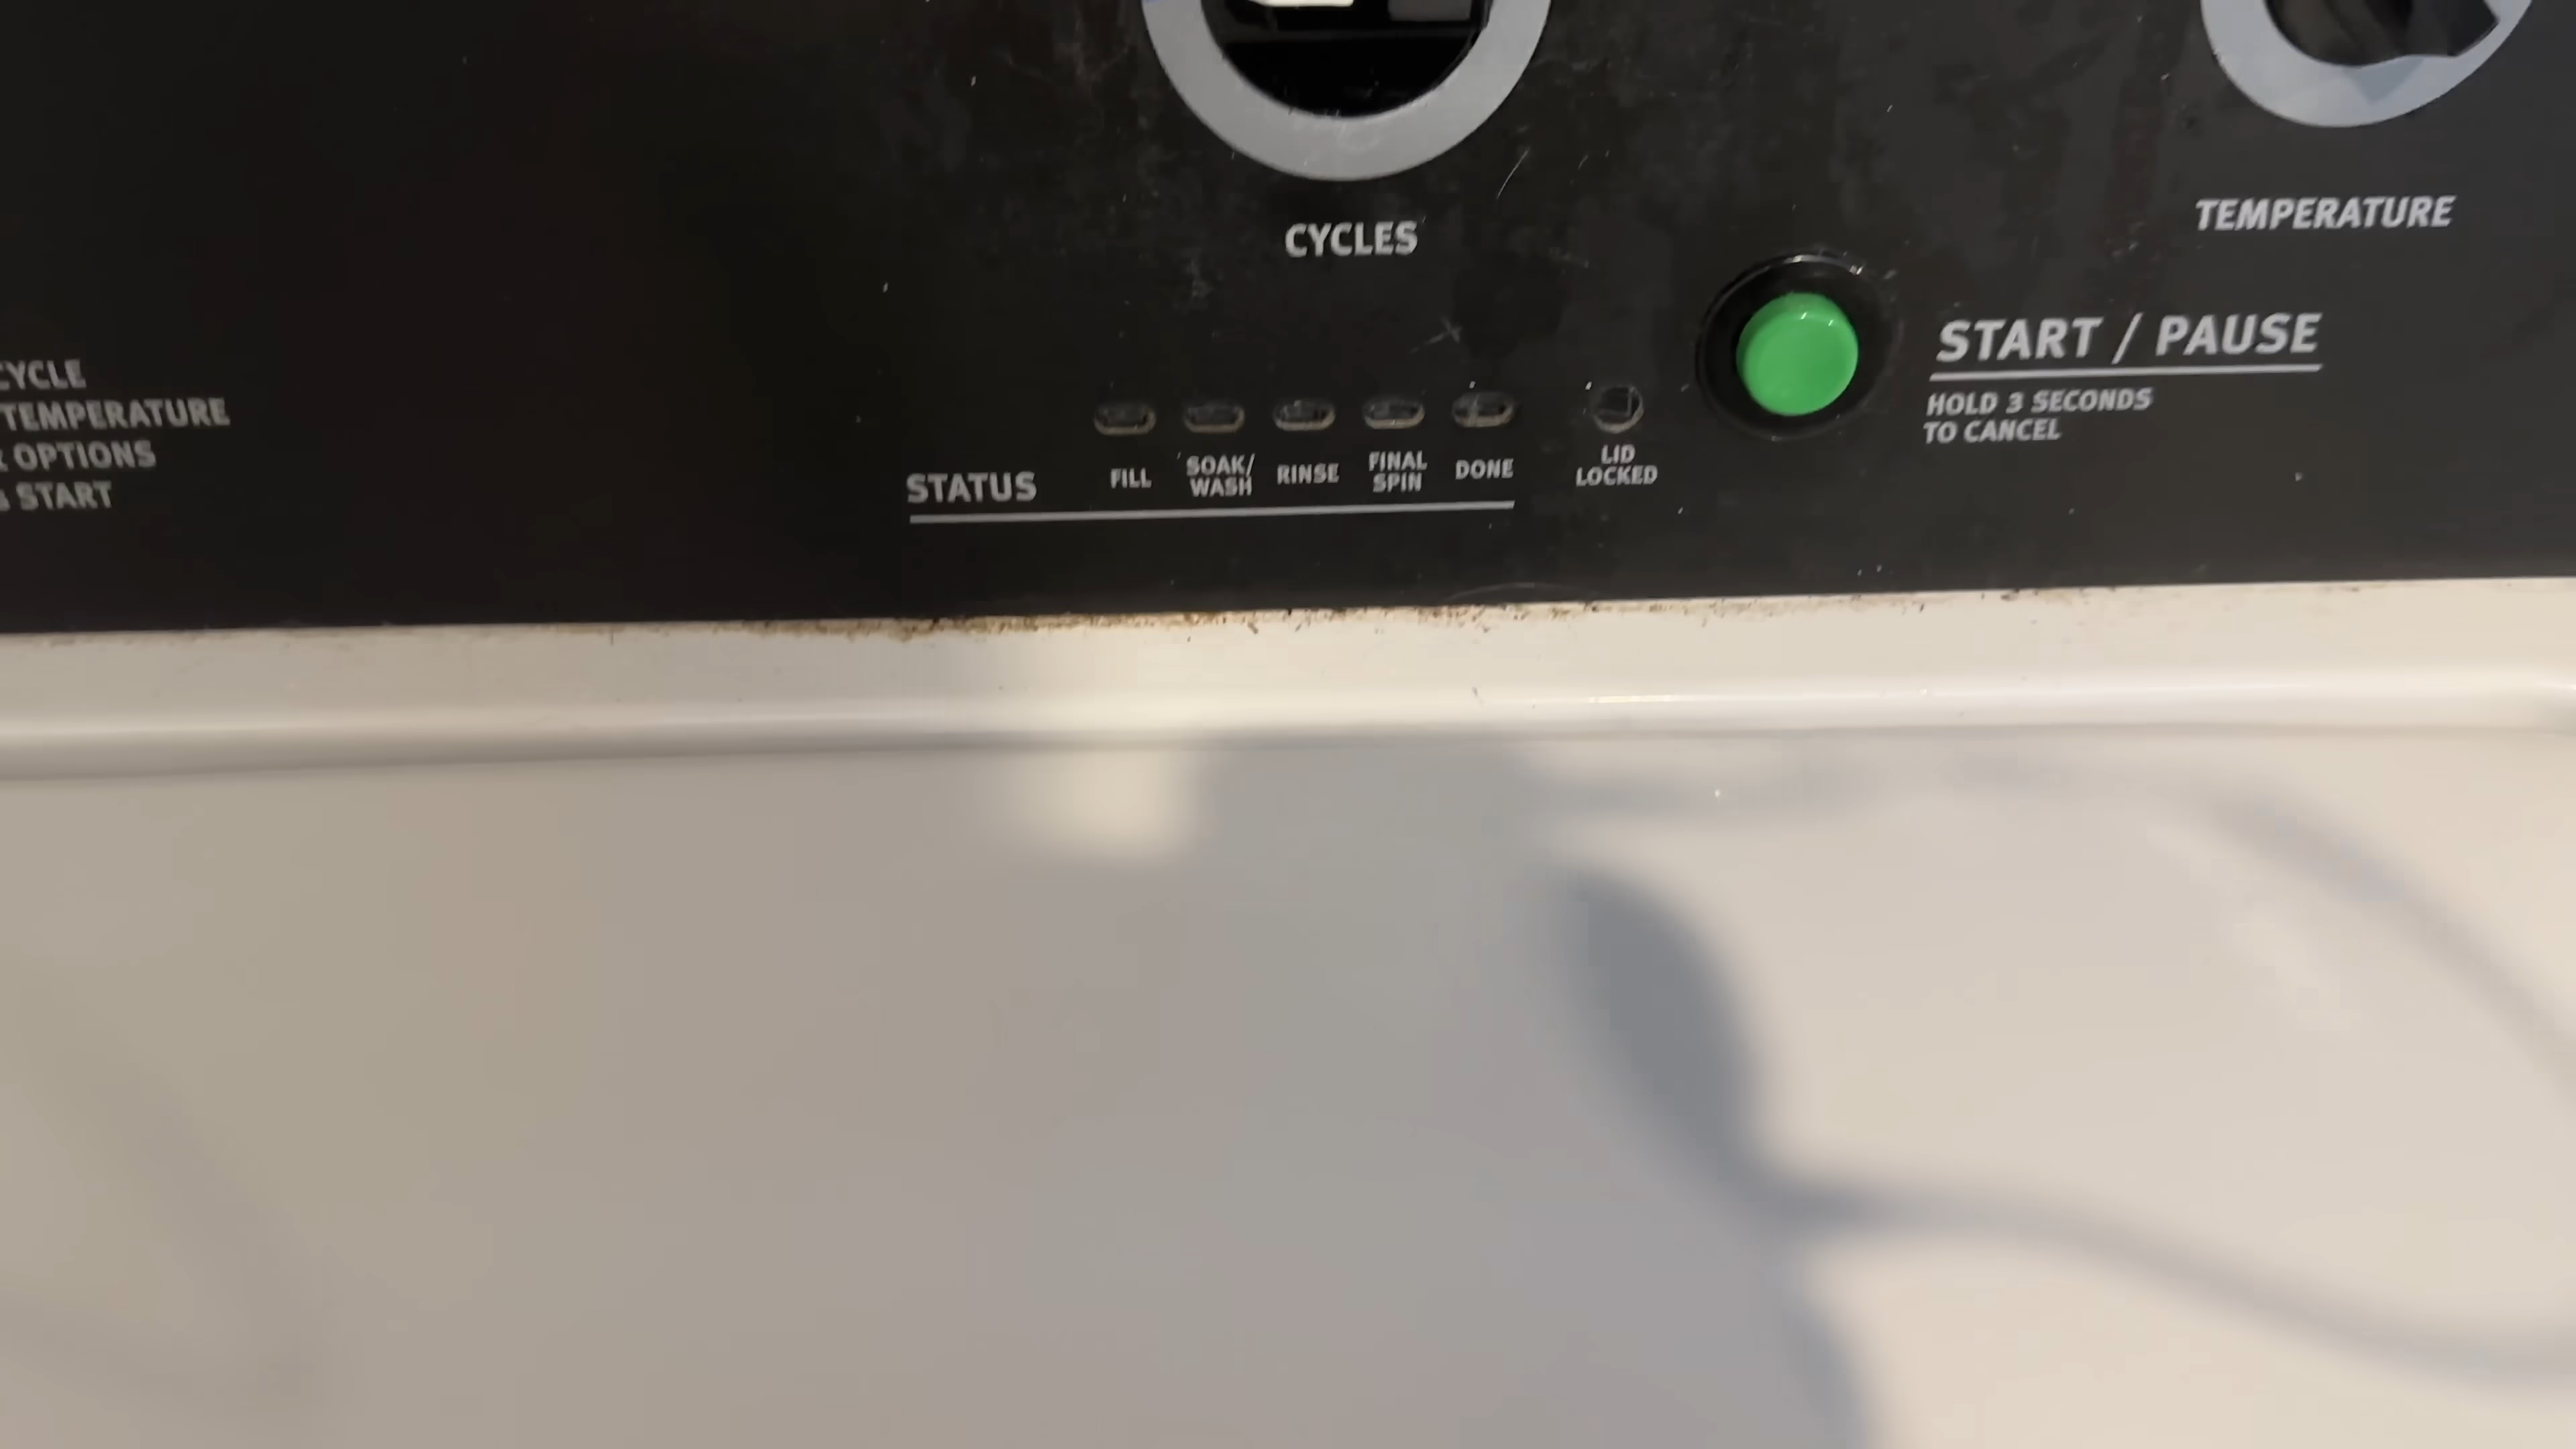 CYCLES
TEMPERATURE
START / PAUSE
HOLD 3 SECONDS
TO CANCEL
CYCLE
TEMPERATURE
OPTIONS
START
STATUS
FILL
SOAK/
WASH
RINSE
FINAL
SPIN
DONE
LID
LOCKED